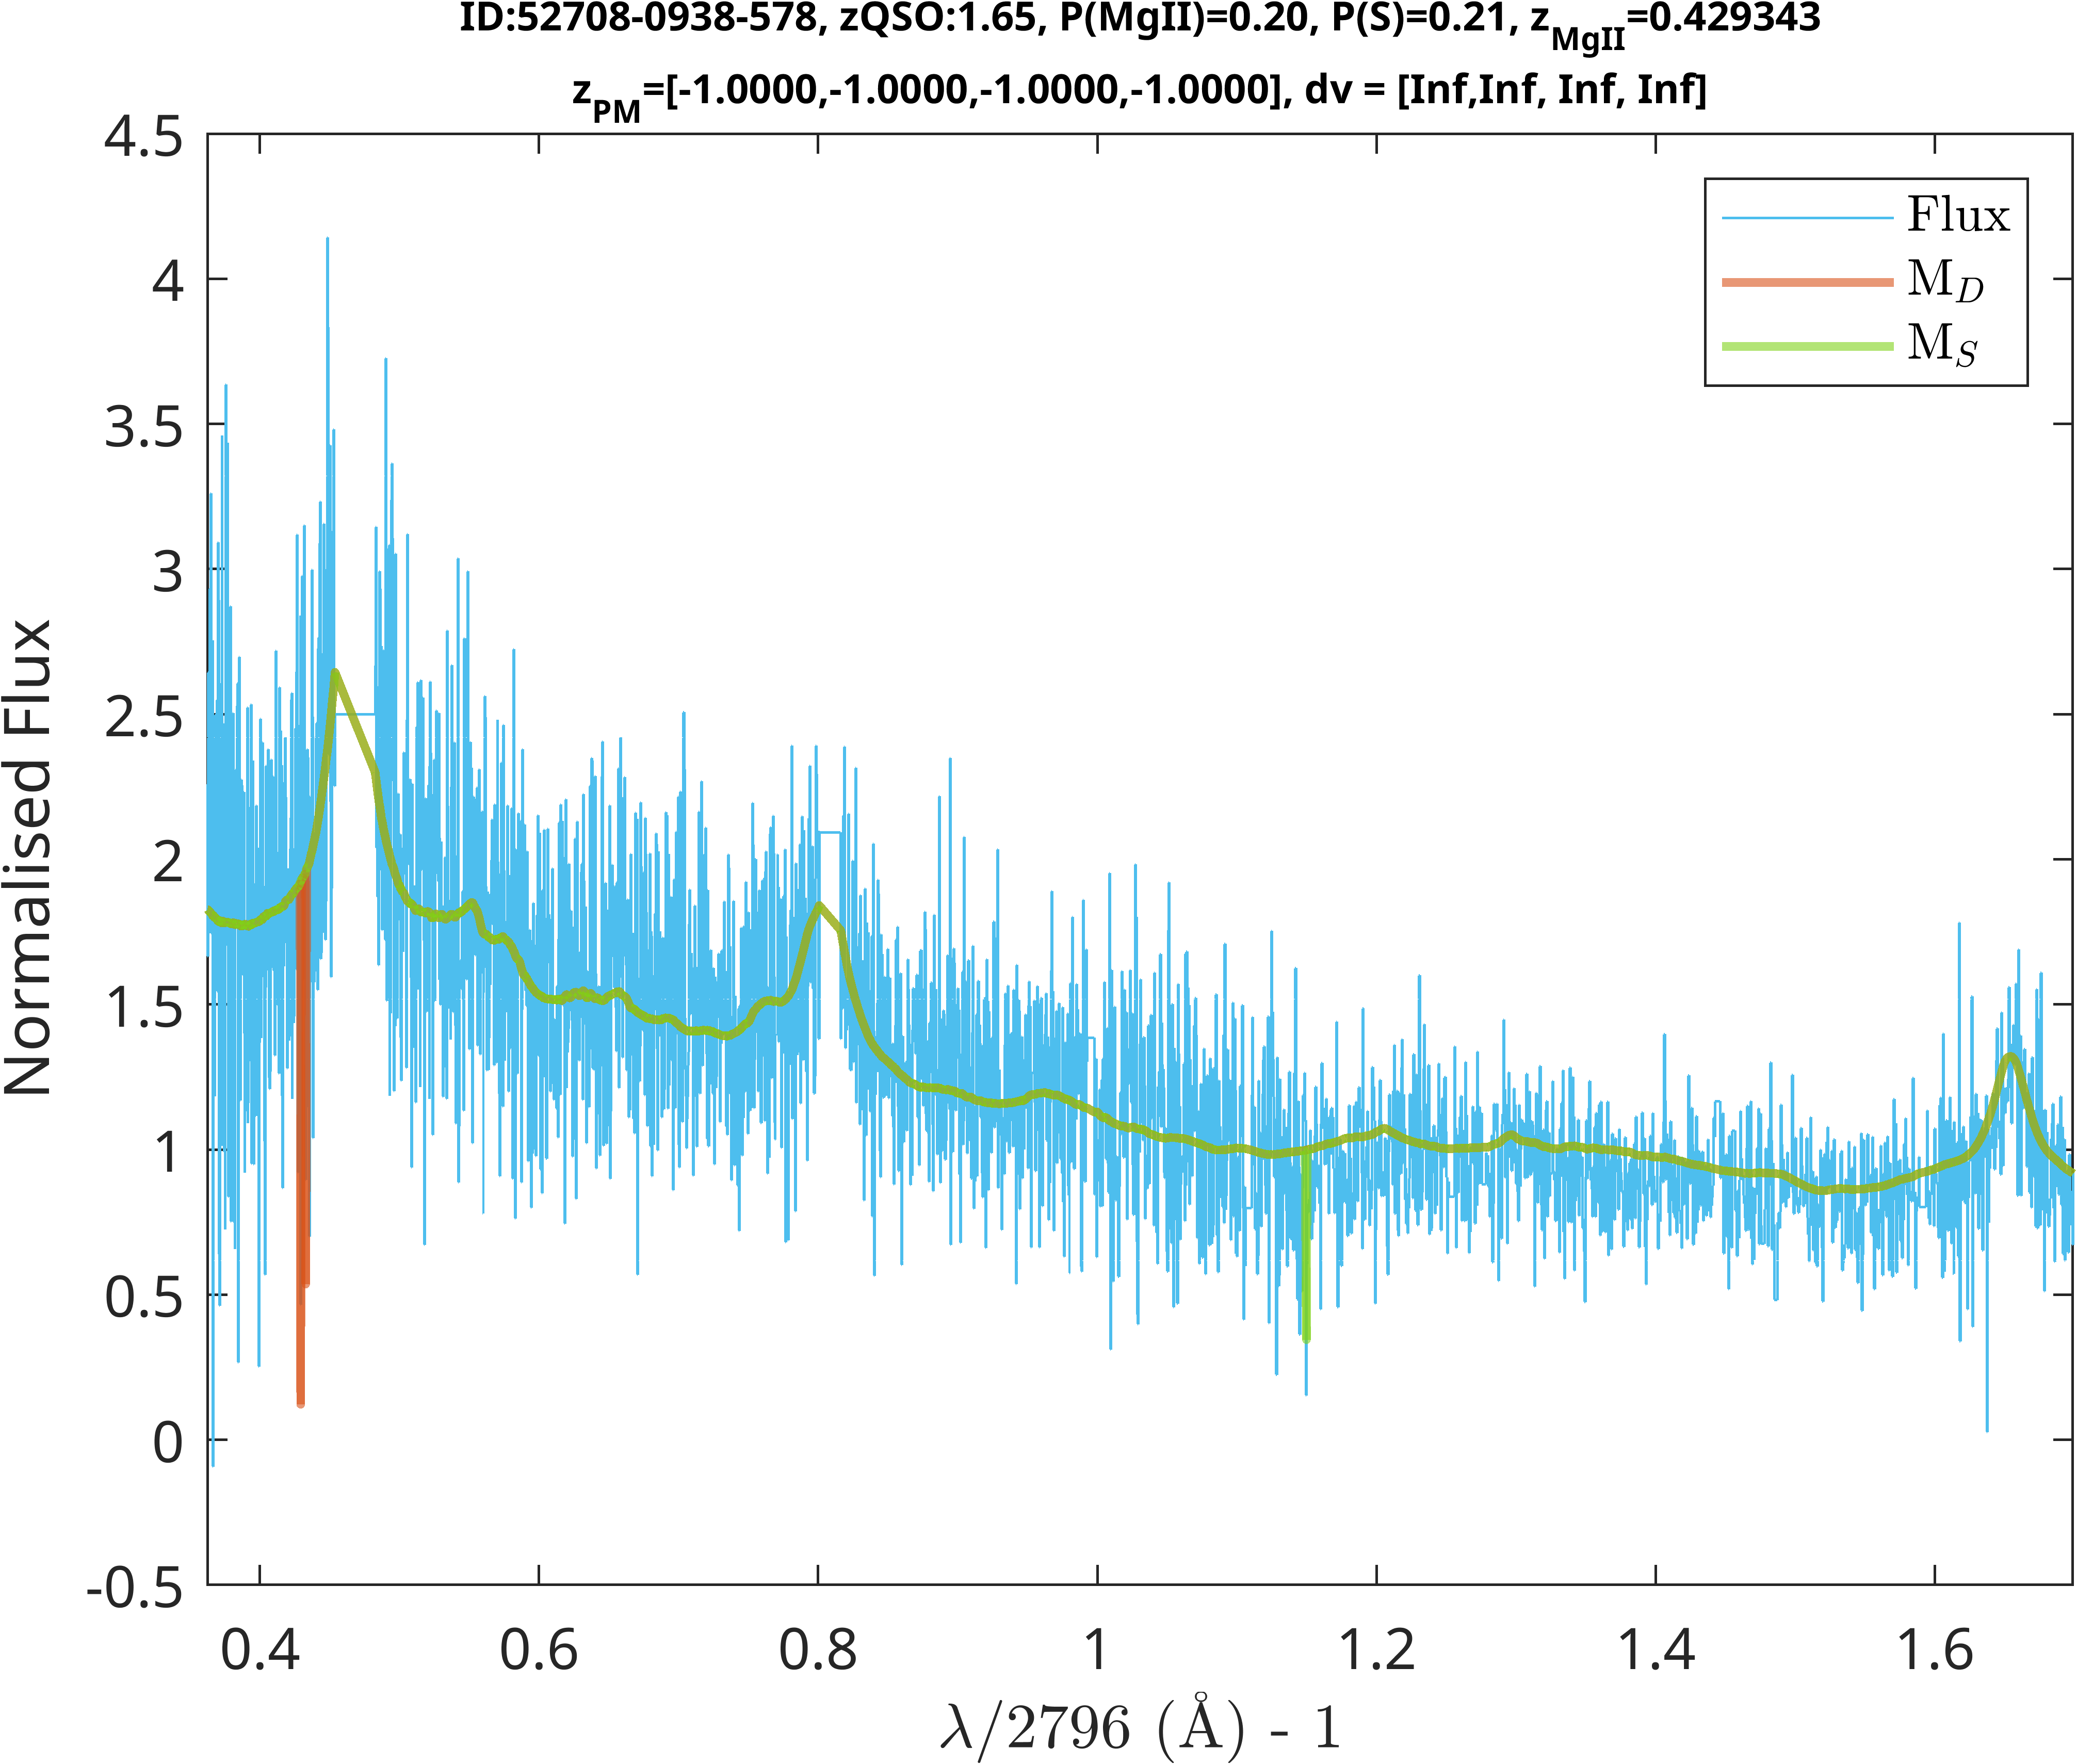 ID:52708-0938-578, zQSO:1.65, P(MgII)=0.20, P(S)=0.21, zMgII=0.429343
zPM=[-1.0000,-1.0000,-1.0000,-1.0000], dv = [Inf,Inf, Inf, Inf]
4.5
4
3.5
3
2.5
2
1.5
1
0.5
0
-0.5
Normalised Flux
Flux
MD
MS
0.4 0.6 0.8 1 1.2 1.4 1.6
λ/2796 (Å) - 1